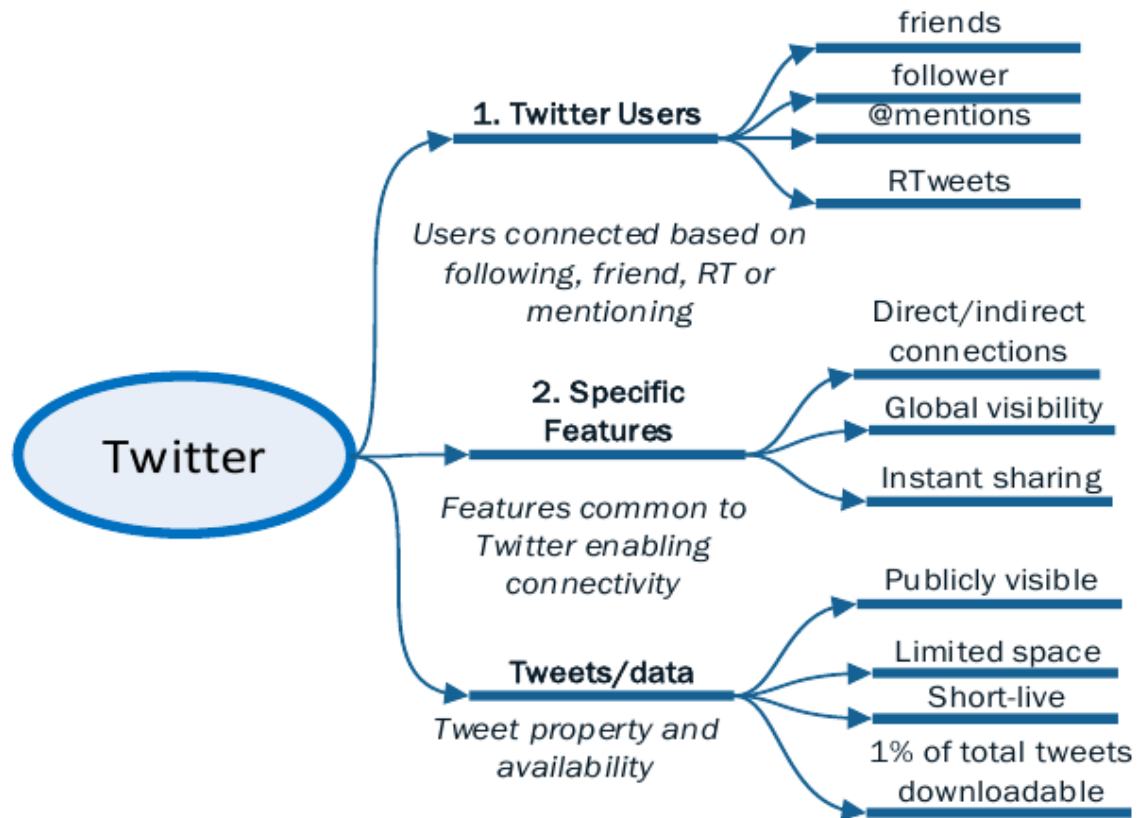 friends
follower
1. Twitter Users
@mentions
RTweets
Users connected based on
following, friend, RT or
mentioning
Direct/indirect
connections
2. Specific
Features
Global visibility
Twitter
Instant sharing
Features common to
Twitter enabling
connectivity
Publicly visible
Limited space
Tweets/data
Short-live
Tweet property and
availability
1% of total tweets
downloadable